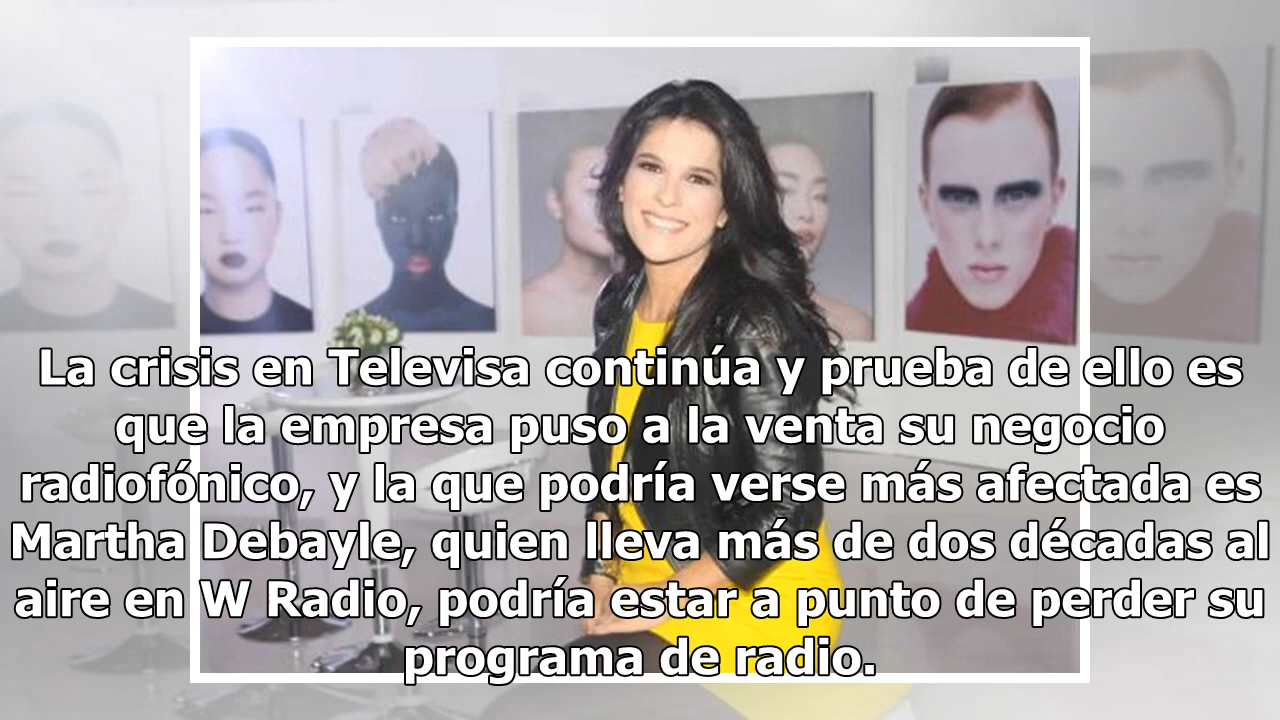 La crisis en Televisa continúa y prueba de ello es
que la empresa puso a la venta su negocio
radiofónico, y la que podría verse más afectada es
Martha Debayle, quien lleva más de dos décadas al
aire en W Radio, podría estar a punto de perder su
programa de radio.